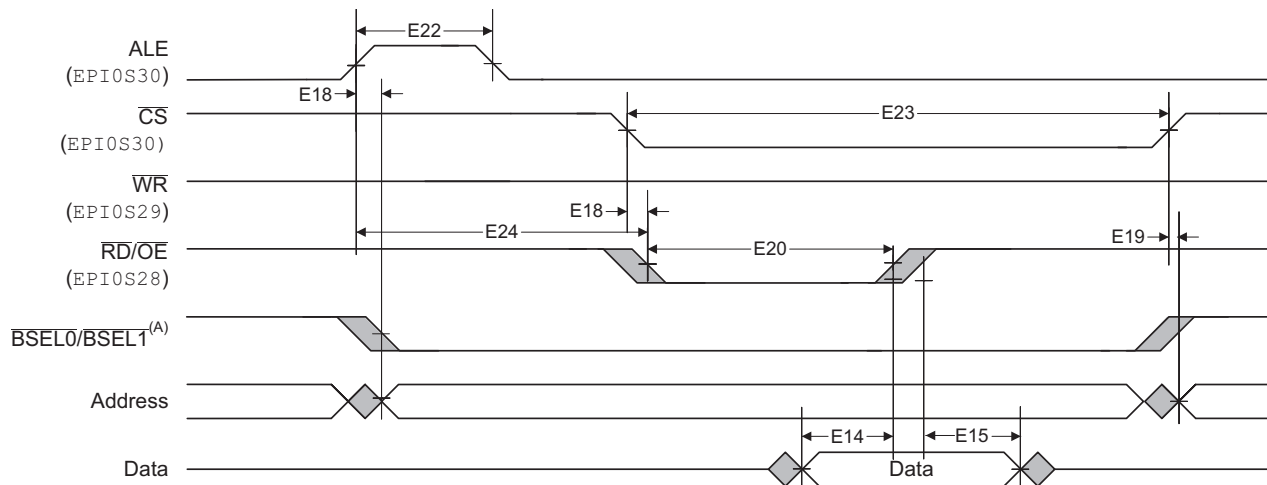 E22
ALE
(EPI0S30)
E18
CS
E23
(EPI0S30)
WR
(EPI0S29)
E18
E24
RD/OE
E20
E19
(EPI0S28)
BSEL0/BSEL1(A)
Address
E14
E15
Data
Data